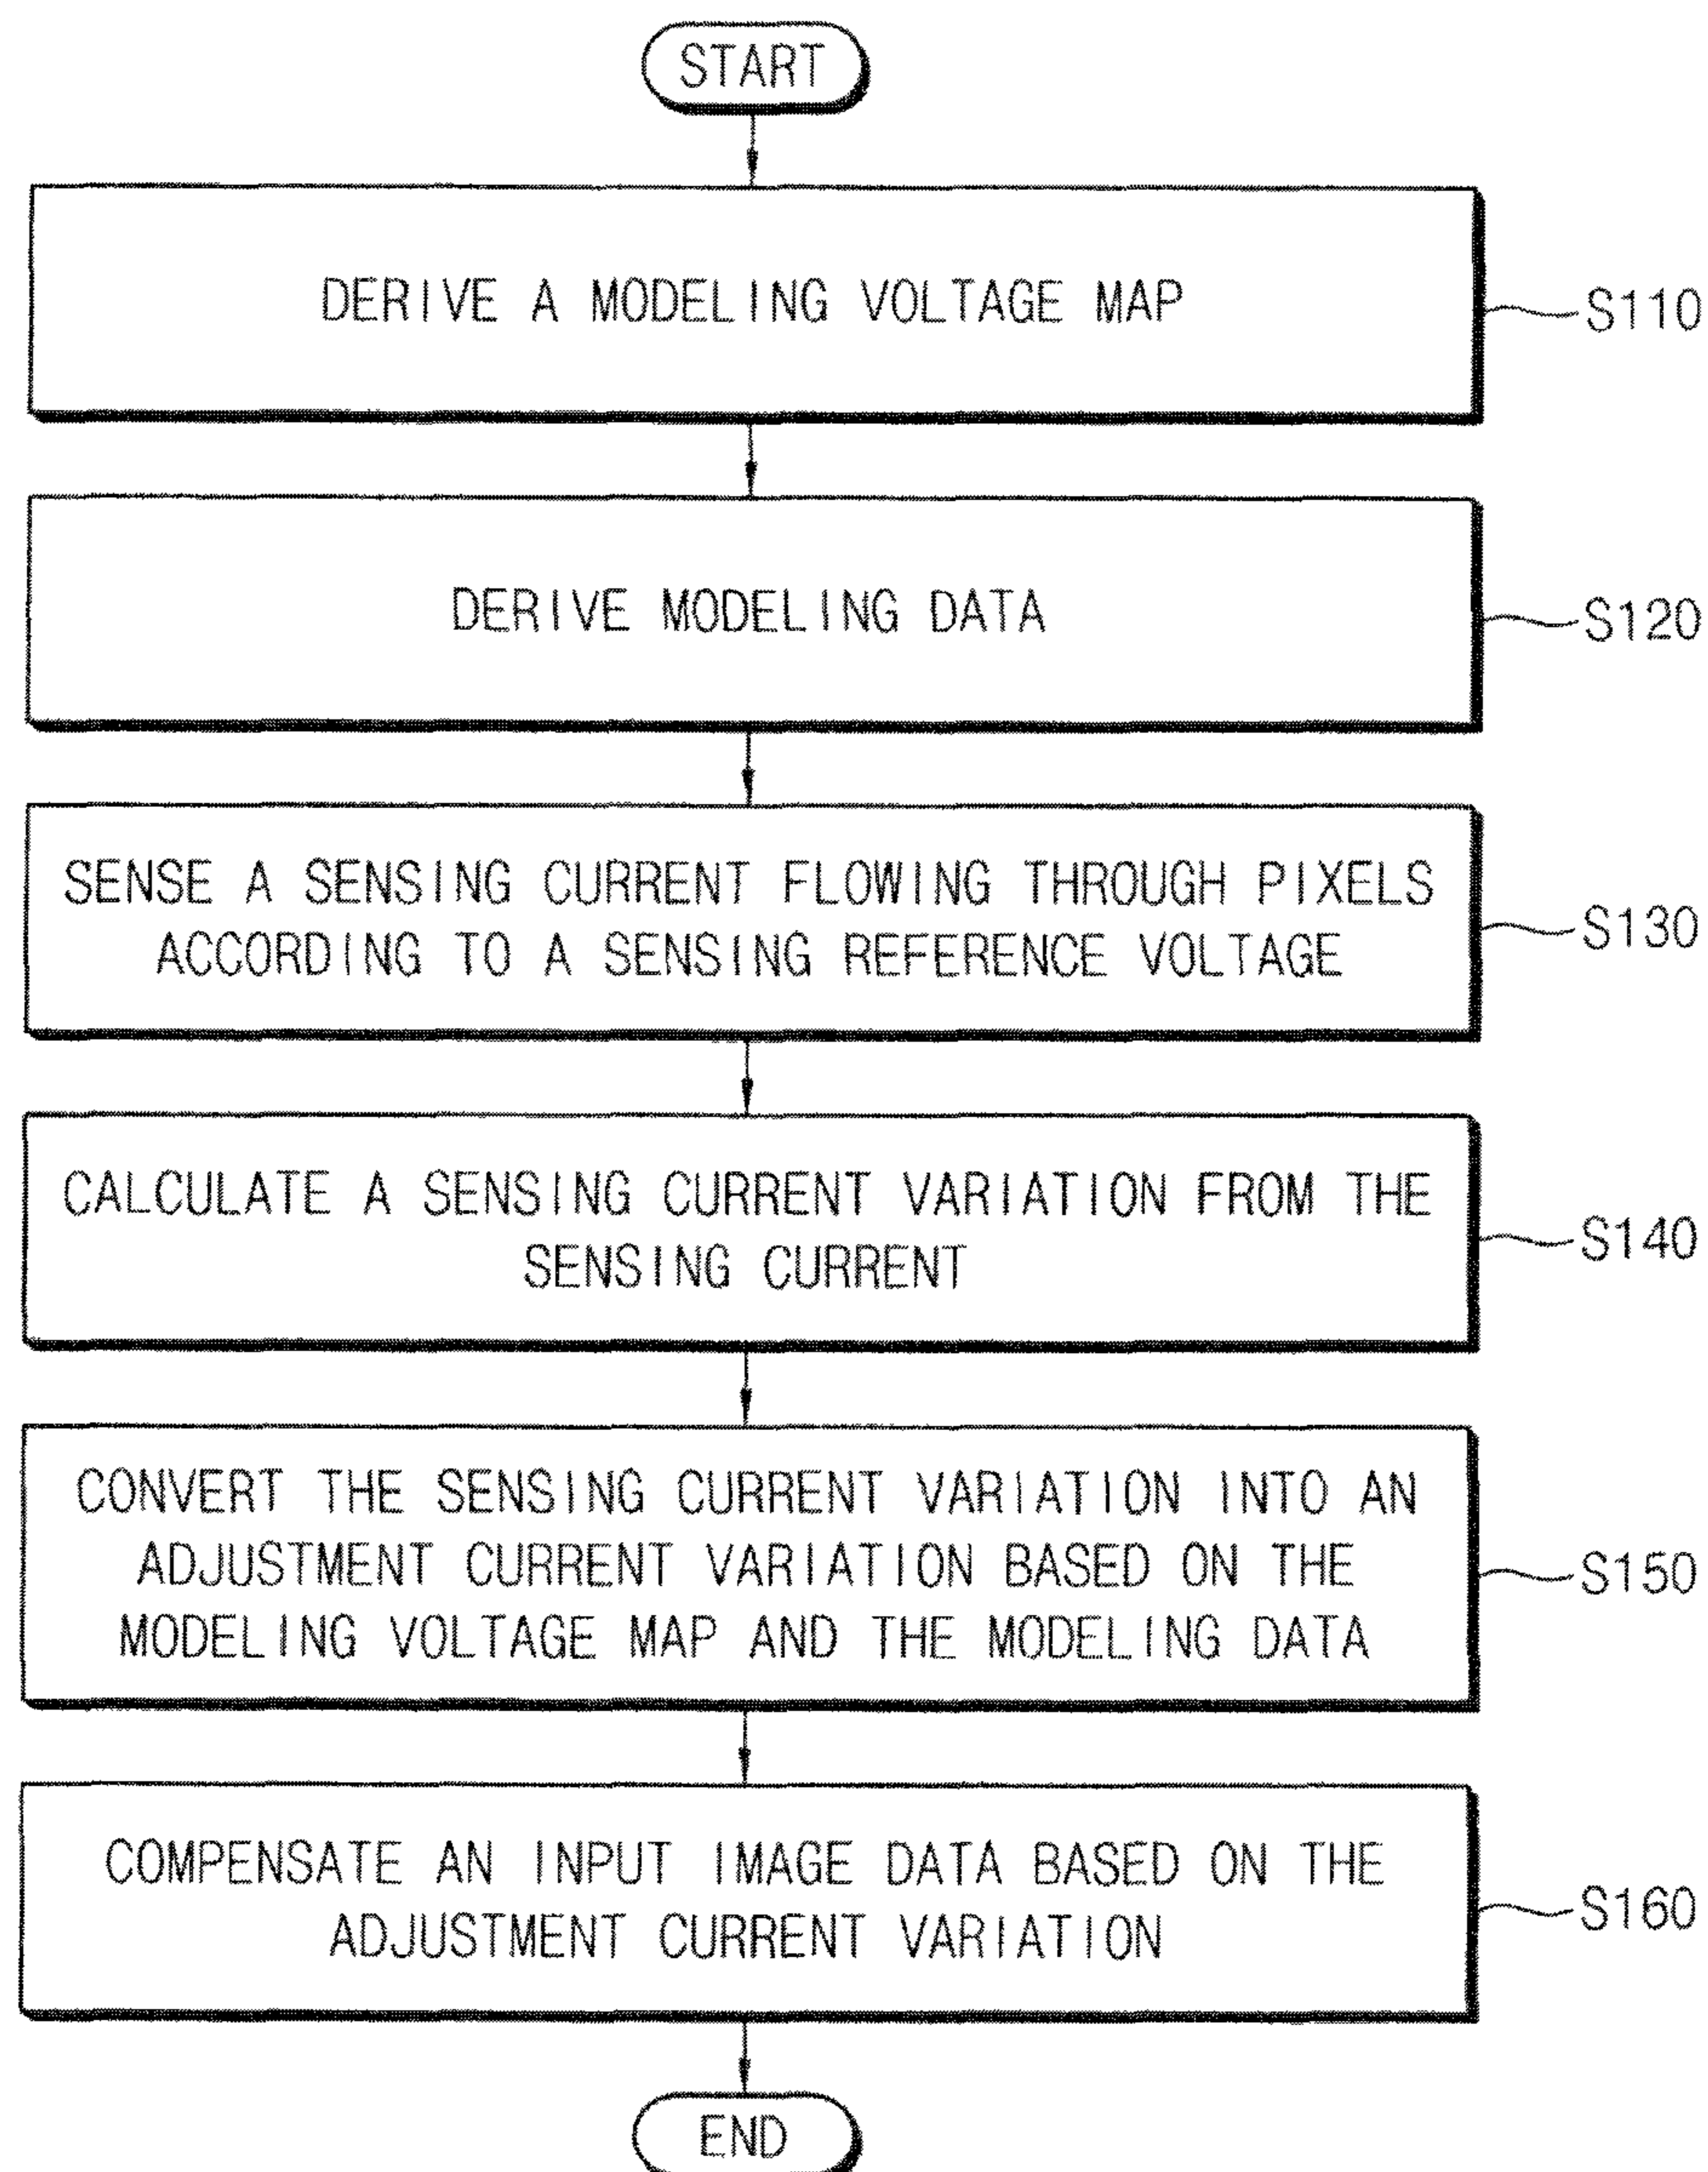 START
DERIVE A MODELING VOLTAGE MAP
S110
DERIVE MODELING DATA
S120
SENSE A SENSING CURRENT FLOWING THROUGH PIXELS
ACCORDING TO A SENSING REFERENCE VOLTAGE
S130
CALCULATE A SENSING CURRENT VARIATION FROM THE
SENSING CURRENT
S140
CONVERT THE SENSING CURRENT VARIATION INTO AN
ADJUSTMENT CURRENT VARIATION BASED ON THE
MODELING VOLTAGE MAP AND THE MODELING DATA
S150
COMPENSATE AN INPUT IMAGE DATA BASED ON THE
ADJUSTMENT CURRENT VARIATION
S160
END